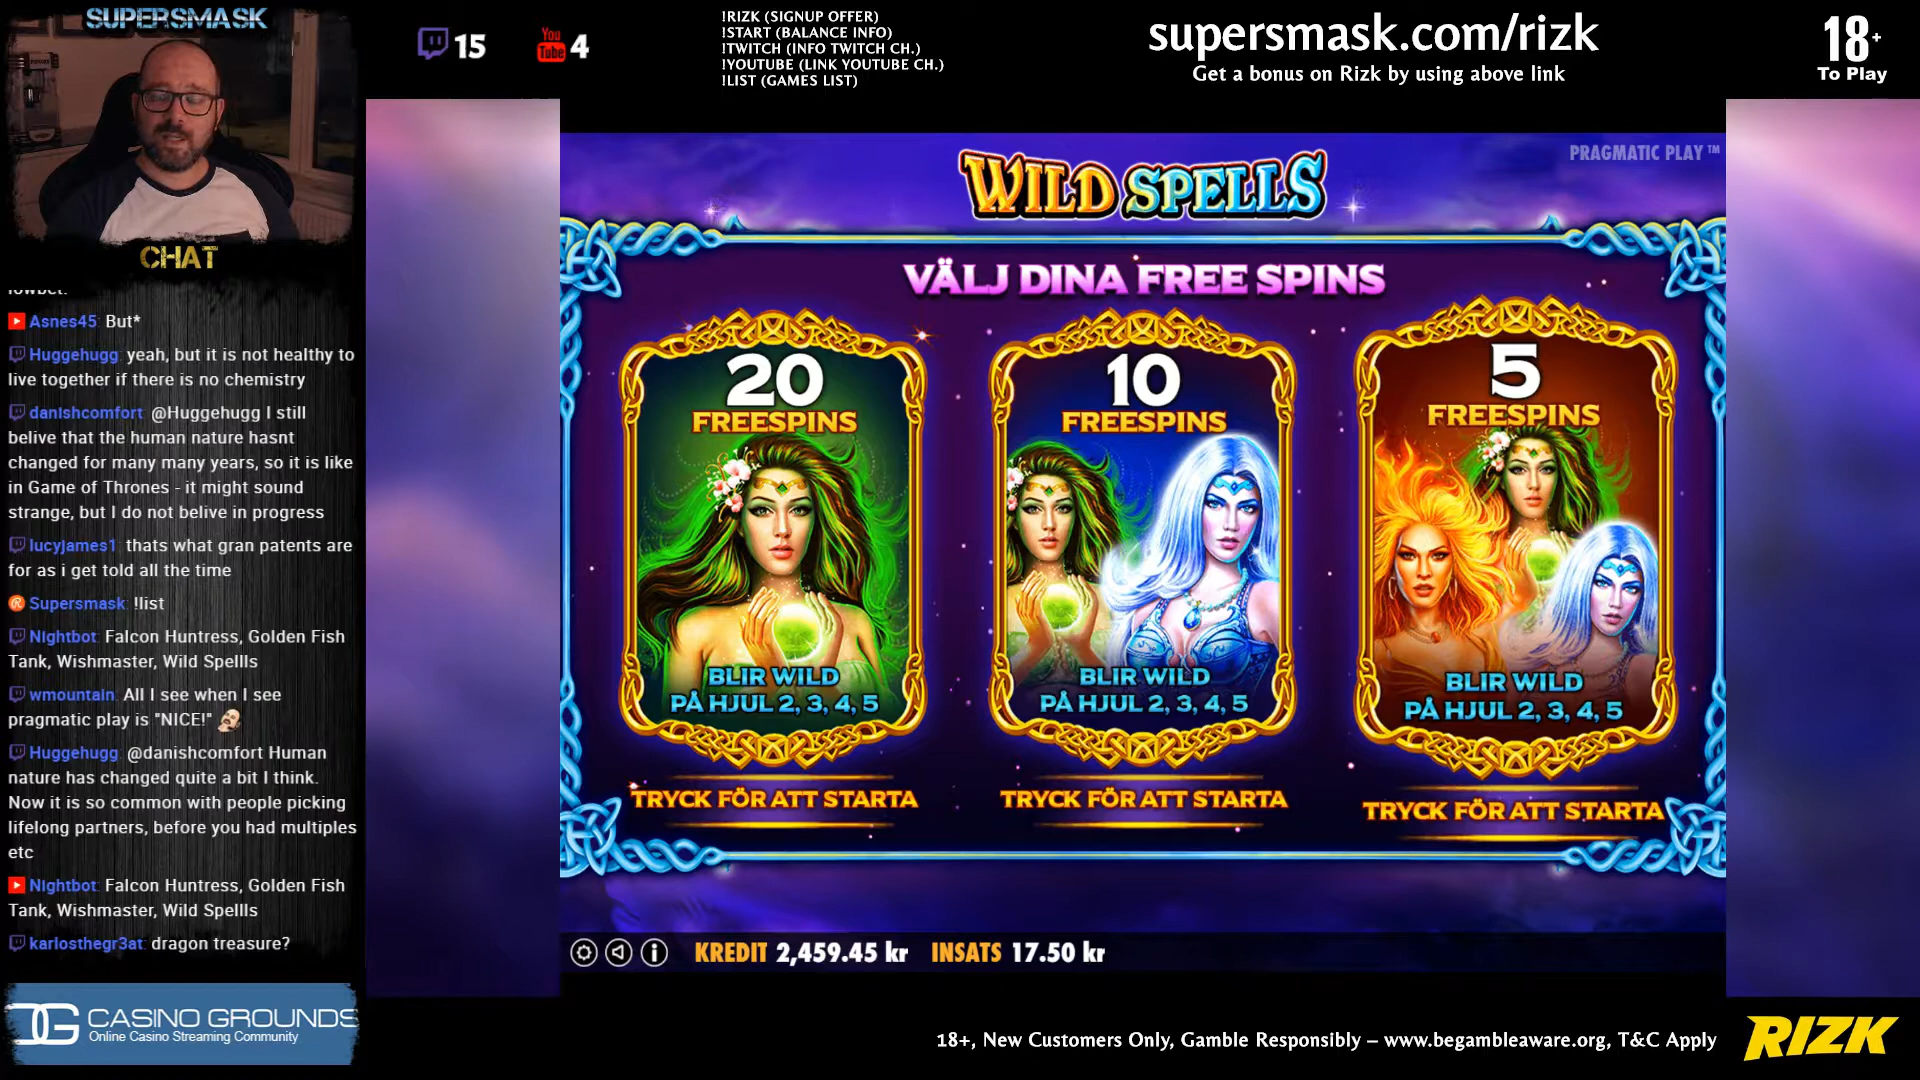 SUPERSMASK
15
You
Tube
4
!RIZK (SIGNUP OFFER)
!START (BALANCE INFO)
!TWITCH (INFO TWITCH CH.)
!YOUTUBE (LINK YOUTUBE CH.)
!LIST (GAMES LIST)
supersmask.com/rizk
Get a bonus on Rizk by using above link
18+
To Play
CHAT
lowbet.
Asnes45: But*
Huggehugg: yeah, but it is not healthy to
live together if there is no chemistry
danishcomfort: @Huggehugg I still
belive that the human nature hasnt
changed for many many years, so it is like
in Game of Thrones - it might sound
strange, but I do not belive in progress
lucyjames1: thats what gran patents are
for as i get told all the time
Supersmask: !list
Nightbot: Falcon Huntress, Golden Fish
Tank, Wishmaster, Wild Spellls
wmountain: All I see when I see
pragmatic play is "NICE!"
Huggehugg: @danishcomfort Human
nature has changed quite a bit I think.
Now it is so common with people picking
lifelong partners, before you had multiples
etc
Nightbot: Falcon Huntress, Golden Fish
Tank, Wishmaster, Wild Spellls
karlosthegr3at: dragon treasure?
CG CASINO GROUNDS
Online Casino Streaming Community
PRAGMATIC PLAY™
WILD SPELLS
VÄLJ DINA FREE SPINS
20
FREESPINS
BLIR WILD
PÅ HJUL 2, 3, 4, 5
TRYCK FÖR ATT STARTA
10
FREESPINS
BLIR WILD
PÅ HJUL 2, 3, 4, 5
TRYCK FÖR ATT STARTA
5
FREESPINS
BLIR WILD
PÅ HJUL 2, 3, 4, 5
TRYCK FÖR ATT STARTA
KREDIT 2,459.45 kr INSATS 17.50 kr
18+, New Customers Only, Gamble Responsibly – www.begambleaware.org, T&C Apply
RIZK